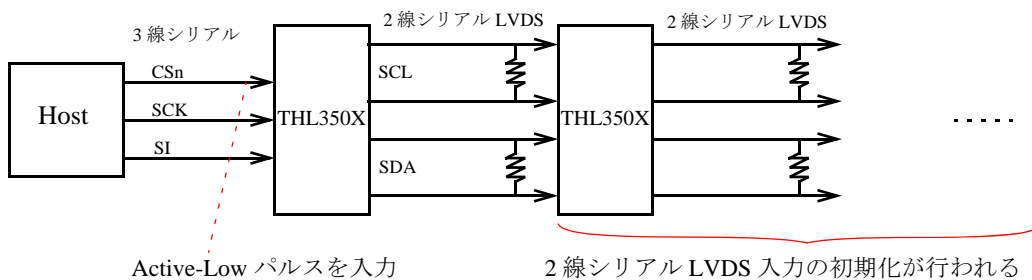 2 線シリアル LVDS
2 線シリアル LVDS
3 線シリアル
CSn
SCL
SCK
Host
THL350X
THL350X
SI
SDA
Active-Low パルスを入力
2 線シリアル LVDS 入力の初期化が行われる